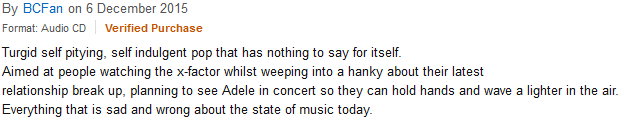 By BCFan on 6 December 2015
Format: Audio CD | Verified Purchase
Turgid self pitying, self indulgent pop that has nothing to say for itself.
Aimed at people watching the x-factor whilst weeping into a hanky about their latest
relationship break up, planning to see Adele in concert so they can hold hands and wave a lighter in the air.
Everything that is sad and wrong about the state of music today.